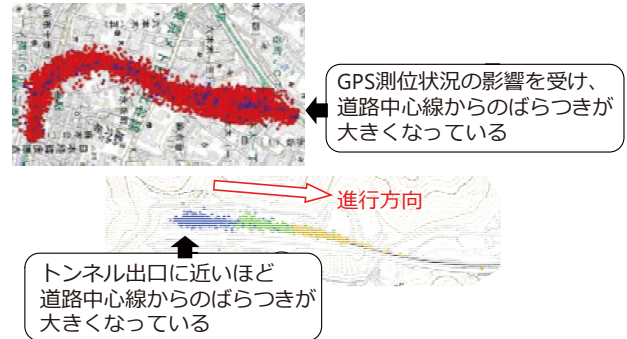 GPS測位状況の影響を受け、
道路中心線からのばらつきが
大きくなっている
進行方向
トンネル出口に近いほど
道路中心線からのばらつきが
大きくなっている